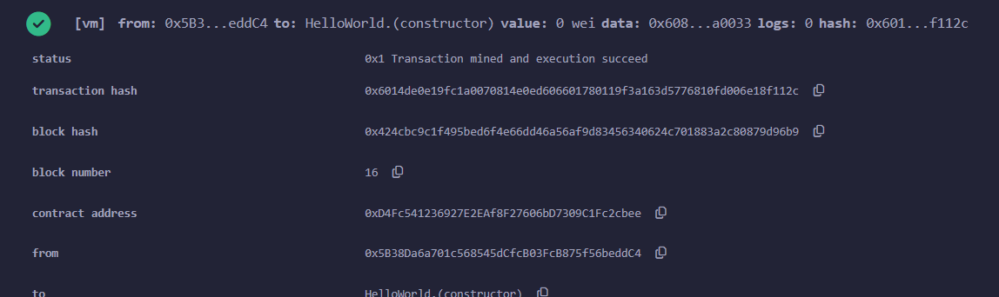 [vm] from: 0x5B3...eddC4 to: HelloWorld.(constructor) value: 0 wei data: 0x608...a0033 logs: 0 hash: 0x601...f112c
status 0x1 Transaction mined and execution succeed
transaction hash 0x6014de0e19fc1a0070814e0ed606601780119f3a163d5776810fd006e18f112c
block hash 0x424cbc9c1f495bed6f4e66dd46a56af9d83456340624c701883a2c80879d96b9
block number 16
contract address 0xD4Fc541236927E2EAf8F27606bD7309C1Fc2cbee
from 0x5B38Da6a701c568545dCfcB03FcB875f56beddC4
to HelloWorld.(constructor)